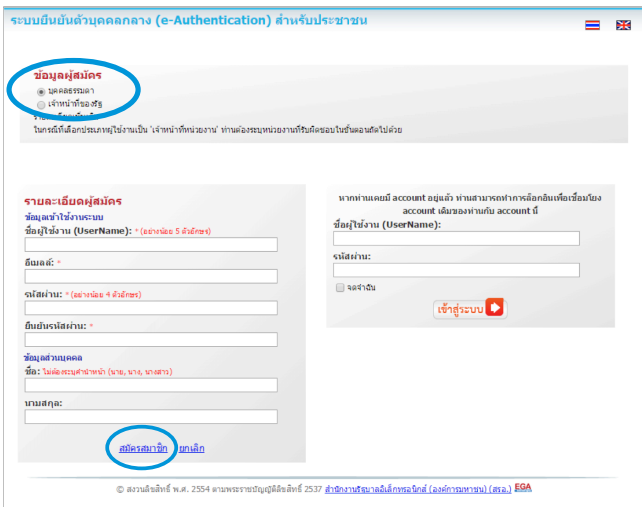 ระบบยืนยันตัวบุคคลกลาง (e-Authentication) สำหรับประชาชน
ข้อมูลผู้สมัคร
บุคคลธรรมดา
เจ้าหน้าที่ของรัฐ
ในกรณีที่เลือกประเภทผู้ใช้งานเป็น 'เจ้าหน้าที่หน่วยงาน' ท่านต้องระบุหน่วยงานที่รับผิดชอบในขั้นตอนถัดไปด้วย
รายละเอียดผู้สมัคร
ข้อมูลเข้าใช้งานระบบ
ชื่อผู้ใช้งาน (UserName): * (อย่างน้อย 5 ตัวอักษร)
อีเมลล์: *
รหัสผ่าน: * (อย่างน้อย 4 ตัวอักษร)
ยืนยันรหัสผ่าน: *
ข้อมูลส่วนบุคคล
ชื่อ: ไม่ต้องระบุคำนำหน้า (นาย, นาง, นางสาว)
นามสกุล:
สมัครสมาชิก ยกเลิก
หากท่านเคยมี account อยู่แล้ว ท่านสามารถทำการล็อกอินเพื่อเชื่อมโยง
account เดิมของท่านกับ account นี้
ชื่อผู้ใช้งาน (UserName):
รหัสผ่าน:
จดจำฉัน
เข้าสู่ระบบ
© สงวนลิขสิทธิ์ พ.ศ. 2554 ตามพระราชบัญญัติลิขสิทธิ์ 2537 สำนักงานรัฐบาลอิเล็กทรอนิกส์ (องค์การมหาชน) (สรอ.) EGA